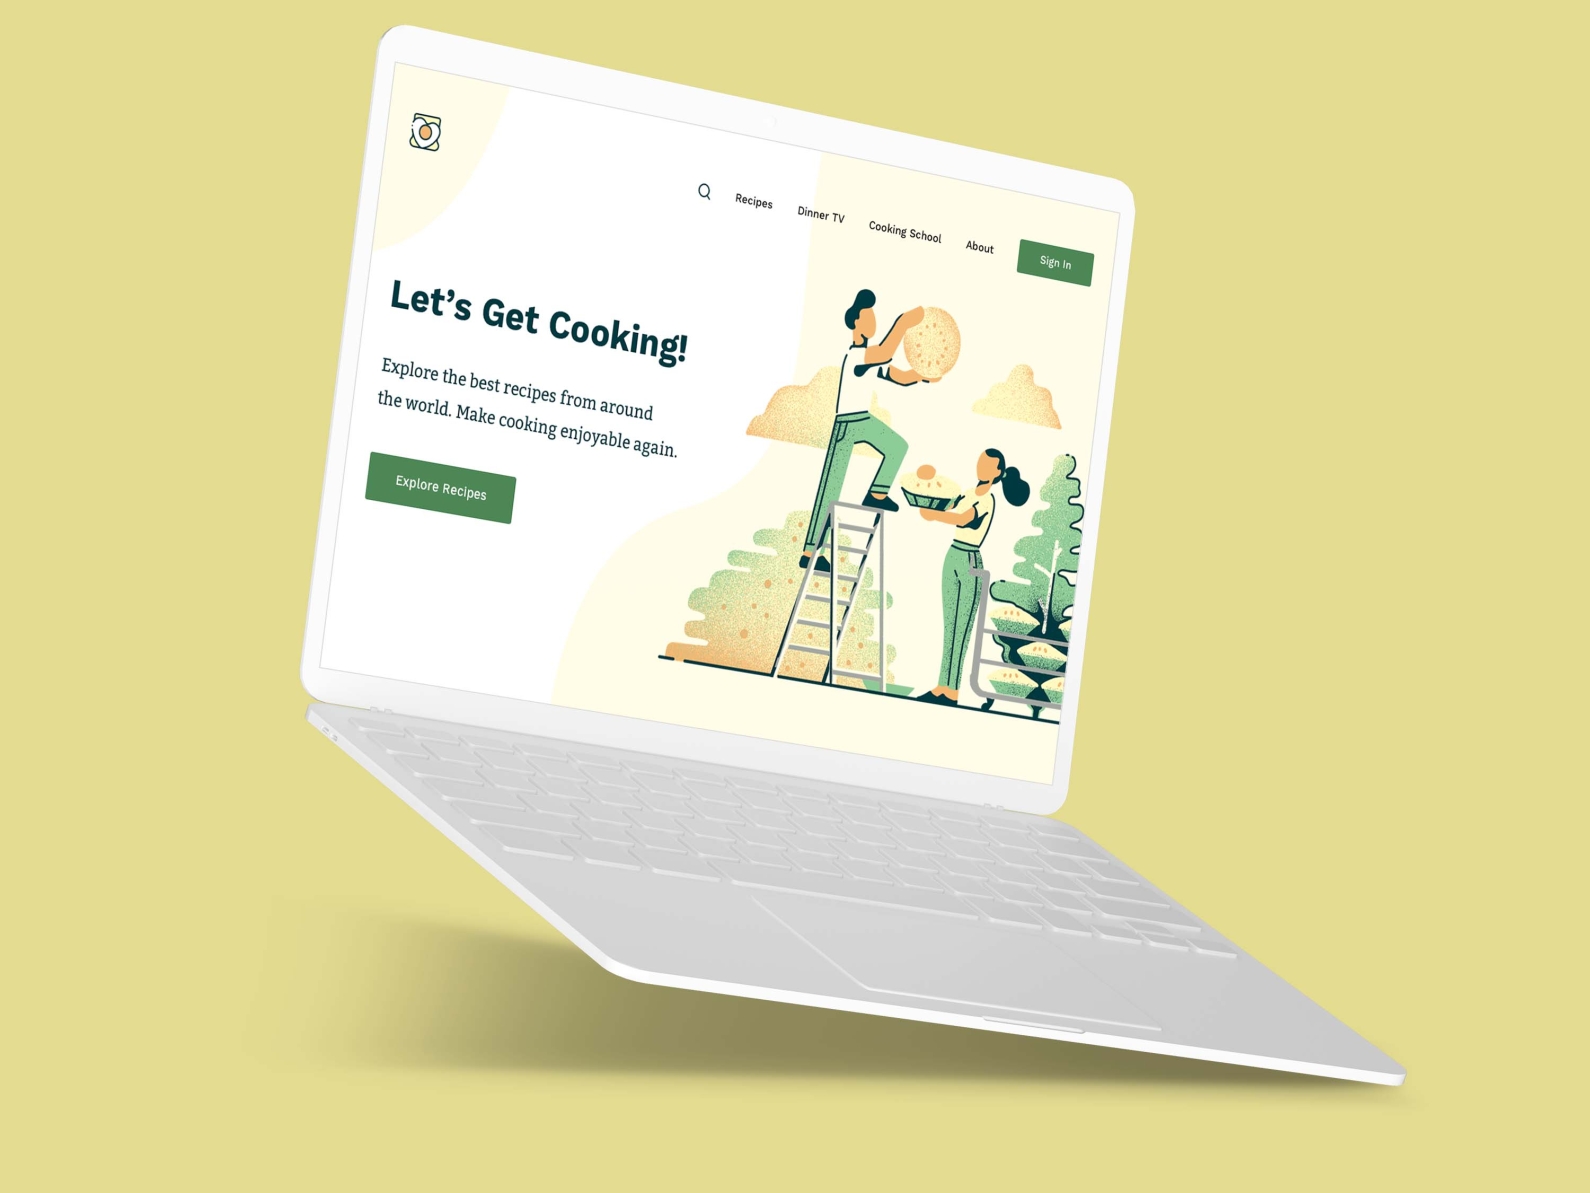 Recipes
Dinner TV
Cooking School
About
Sign In
Let’s Get Cooking!
Explore the best recipes from around
the world. Make cooking enjoyable again.
Explore Recipes